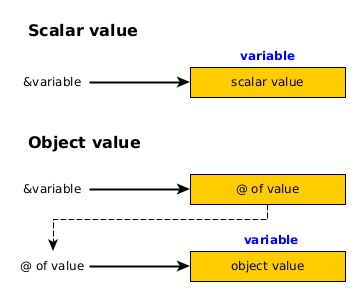 Scalar value
variable
&variable
scalar value
Object value
&variable
@ of value
variable
@ of value
object value